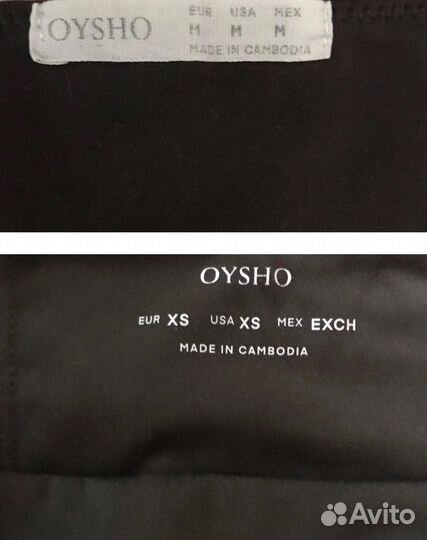 OYSHO
EUR USA MEX
M M M
MADE IN CAMBODIA
OYSHO
EUR XS USA XS MEX EXCH
MADE IN CAMBODIA
Avito